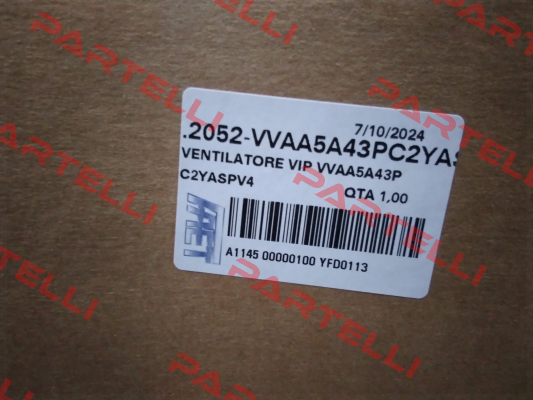 7/10/2024
.2052-VVAA5A43PC2YAS
VENTILATORE VIP VVAA5A43P
C2YASPV4 QTA 1,00
A1145 00000100 YFD0113
PARTELLI
PARTELLI
PARTELLI
PARTELLI
PARTELLI
PARTELLI